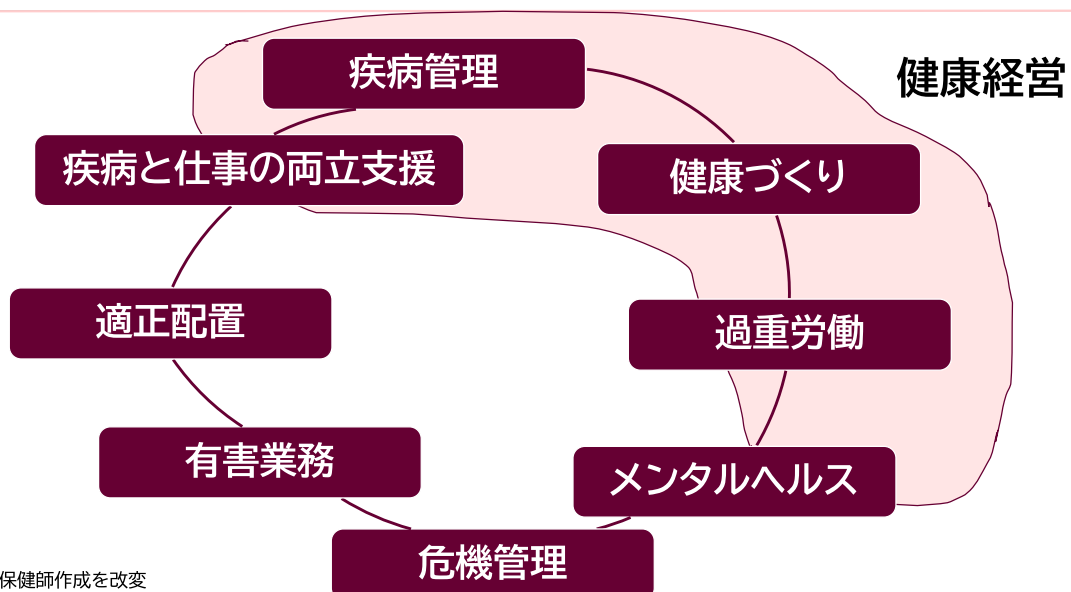 疾病管理
健康経営
疾病と仕事の両立支援
健康づくり
適正配置
過重労働
有害業務
メンタルヘルス
危機管理
保健師作成を改変